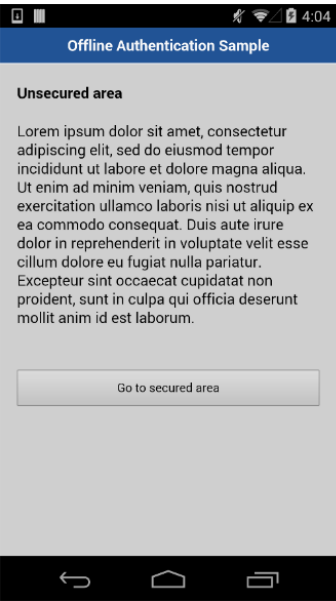 4:04
Offline Authentication Sample
Unsecured area
Lorem ipsum dolor sit amet, consectetur
adipiscing elit, sed do eiusmod tempor
incididunt ut labore et dolore magna aliqua.
Ut enim ad minim veniam, quis nostrud
exercitation ullamco laboris nisi ut aliquip ex
ea commodo consequat. Duis aute irure
dolor in reprehenderit in voluptate velit esse
cillum dolore eu fugiat nulla pariatur.
Excepteur sint occaecat cupidatat non
proident, sunt in culpa qui officia deserunt
mollit anim id est laborum.
Go to secured area